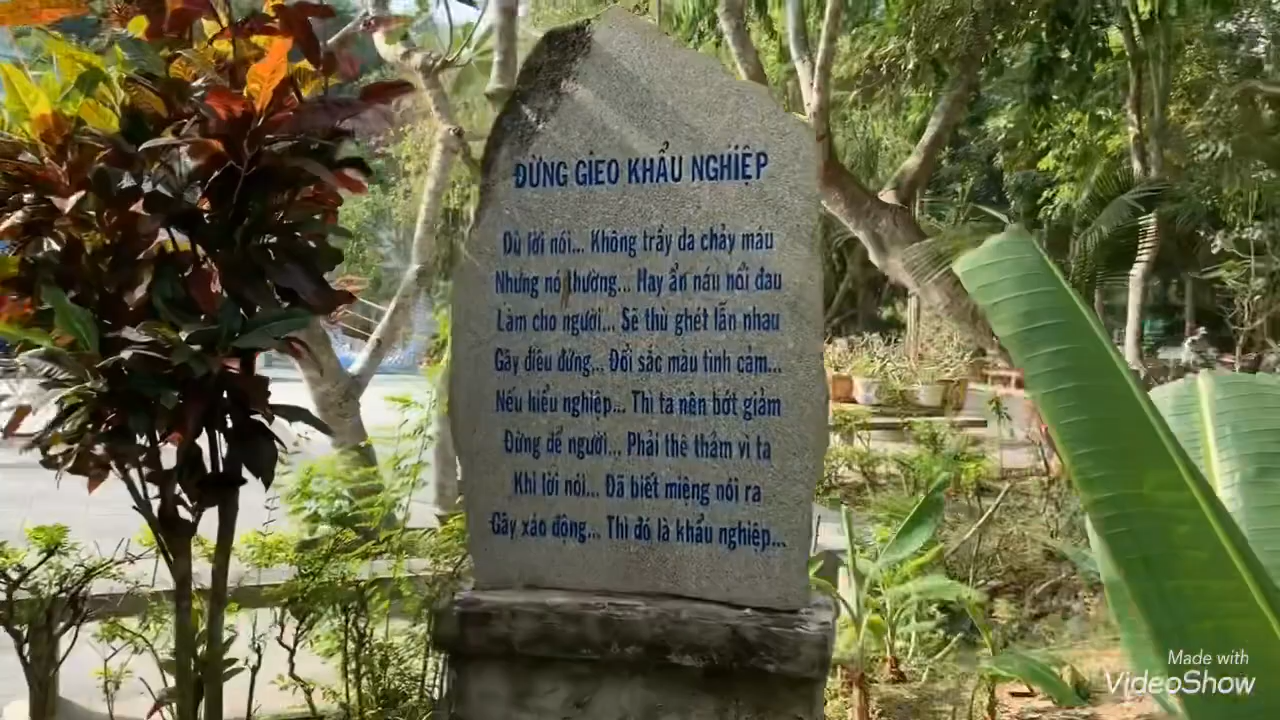 ĐỪNG GIEO KHẨU NGHIỆP
Dù lời nói... Không trầy da chảy máu
Nhưng nó thường... Hay ẩn náu nỗi đau
Làm cho người... Sẽ thù ghét lẫn nhau
Gây điêu đứng... Đổi sắc màu tình cảm...
Nếu hiểu nghiệp... Thì ta nên bớt giảm
Đừng để người... Phải thê thảm vì ta
Khi lời nói... Đã biết miệng nói ra
Gây xáo động... Thì đó là khẩu nghiệp...
Made with
VideoShow